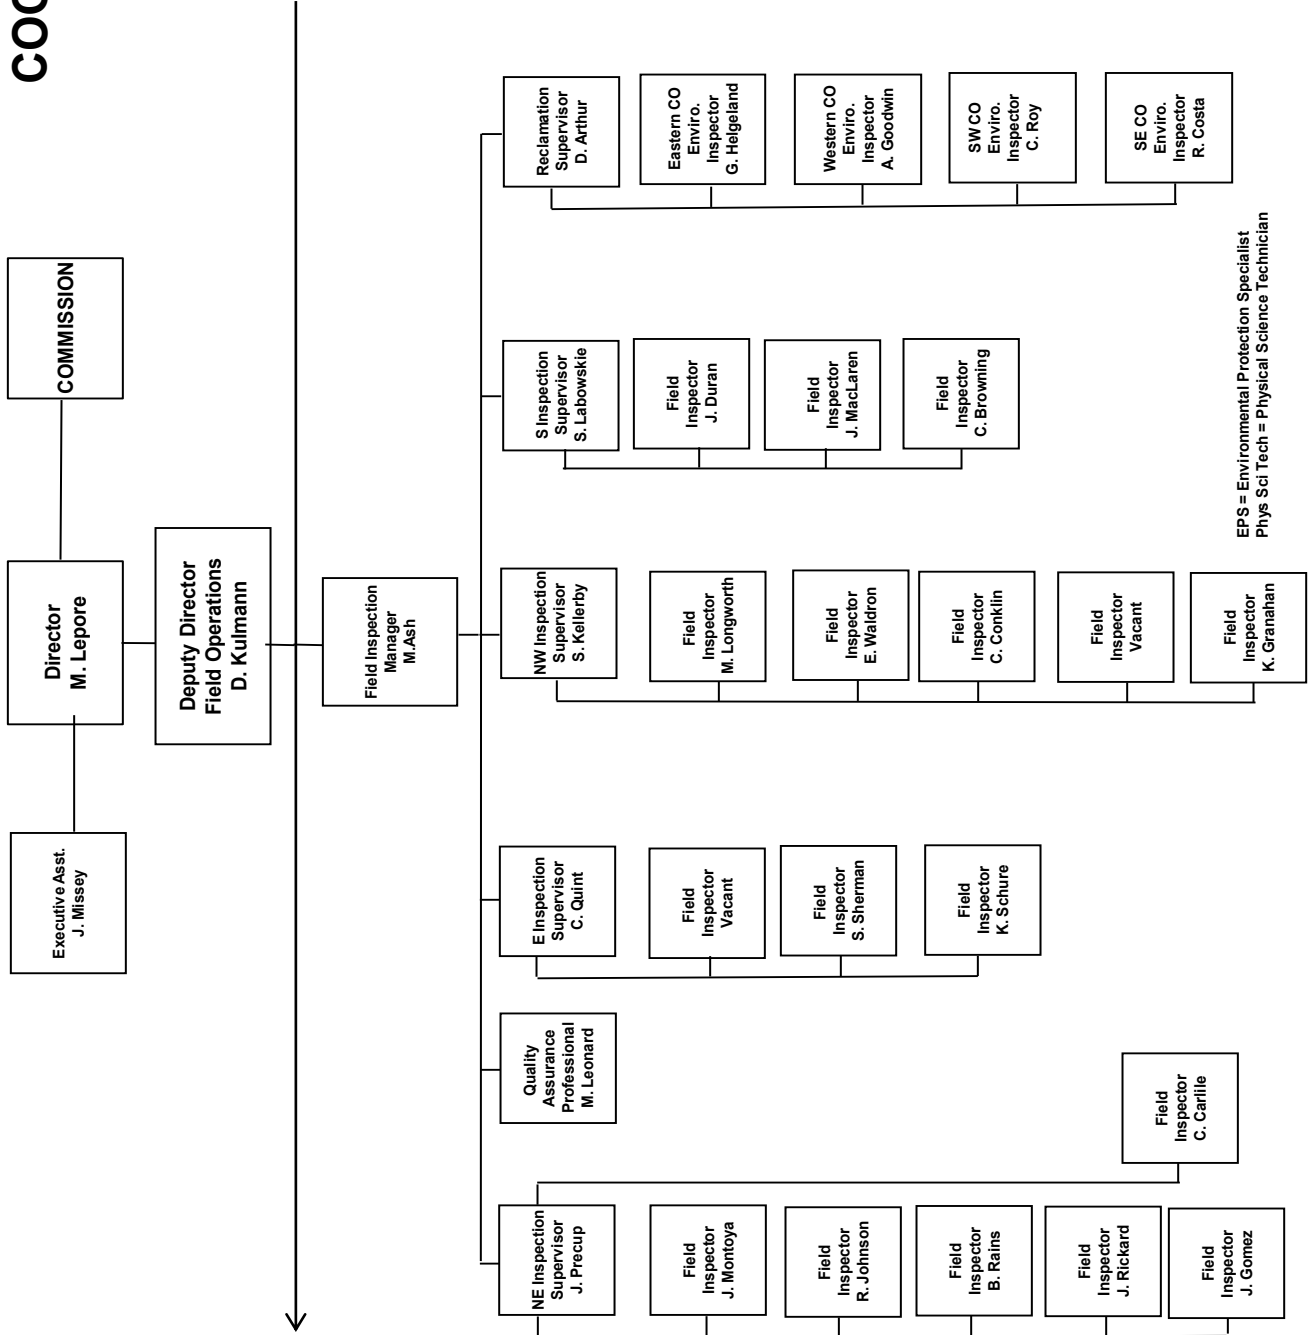 COG
COMMISSION
Director
M. Lepore
Executive Asst.
J. Missey
Deputy Director
Field Operations
D. Kulmann
Field Inspection
Manager
M.Ash
NE Inspection
Supervisor
J. Precup
Field
Inspector
J. Montoya
Field
Inspector
R. Johnson
Field
Inspector
B. Rains
Field
Inspector
J. Rickard
Field
Inspector
J. Gomez
Field
Inspector
C. Carlile
Quality
Assurance
Professional
M. Leonard
E Inspection
Supervisor
C. Quint
Field
Inspector
Vacant
Field
Inspector
S. Sherman
Field
Inspector
K. Schure
NW Inspection
Supervisor
S. Kellerby
Field
Inspector
M. Longworth
Field
Inspector
E. Waldron
Field
Inspector
C. Conklin
Field
Inspector
Vacant
Field
Inspector
K. Granahan
S Inspection
Supervisor
S. Labowskie
Field
Inspector
J. Duran
Field
Inspector
J. MacLaren
Field
Inspector
C. Browning
Reclamation
Supervisor
D. Arthur
Eastern CO
Enviro.
Inspector
G. Helgeland
Western CO
Enviro.
Inspector
A. Goodwin
SW CO
Enviro.
Inspector
C. Roy
SE CO
Enviro.
Inspector
R. Costa
EPS = Environmental Protection Specialist
Phys Sci Tech = Physical Science Technician